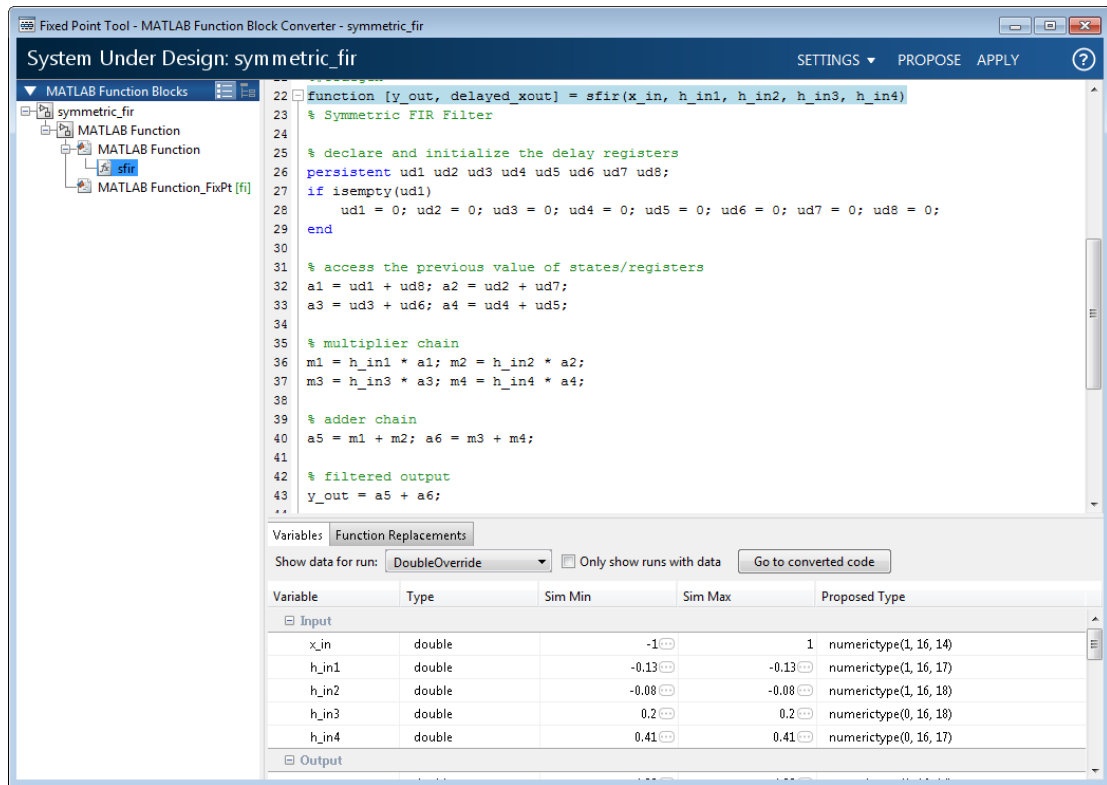 Fixed Point Tool - MATLAB Function Block Converter - symmetric_fir
System Under Design: symmetric_fir
SETTINGS PROPOSE APPLY
MATLAB Function Blocks
symmetric_fir
MATLAB Function
MATLAB Function
sfir
MATLAB Function_FixPt [fi]
22 function [y_out, delayed_xout] = sfir(x_in, h_in1, h_in2, h_in3, h_in4)
23 % Symmetric FIR Filter
24
25 % declare and initialize the delay registers
26 persistent ud1 ud2 ud3 ud4 ud5 ud6 ud7 ud8;
27 if isempty(ud1)
28 ud1 = 0; ud2 = 0; ud3 = 0; ud4 = 0; ud5 = 0; ud6 = 0; ud7 = 0; ud8 = 0;
29 end
30
31 % access the previous value of states/registers
32 a1 = ud1 + ud8; a2 = ud2 + ud7;
33 a3 = ud3 + ud6; a4 = ud4 + ud5;
34
35 % multiplier chain
36 m1 = h_in1 * a1; m2 = h_in2 * a2;
37 m3 = h_in3 * a3; m4 = h_in4 * a4;
38
39 % adder chain
40 a5 = m1 + m2; a6 = m3 + m4;
41
42 % filtered output
43 y_out = a5 + a6;
Variables Function Replacements
Show data for run: DoubleOverride Only show runs with data Go to converted code
Variable Type Sim Min Sim Max Proposed Type
Input
x_in double -1 1 numerictype(1, 16, 14)
h_in1 double -0.13 -0.13 numerictype(1, 16, 17)
h_in2 double -0.08 -0.08 numerictype(1, 16, 18)
h_in3 double 0.2 0.2 numerictype(0, 16, 18)
h_in4 double 0.41 0.41 numerictype(0, 16, 17)
Output